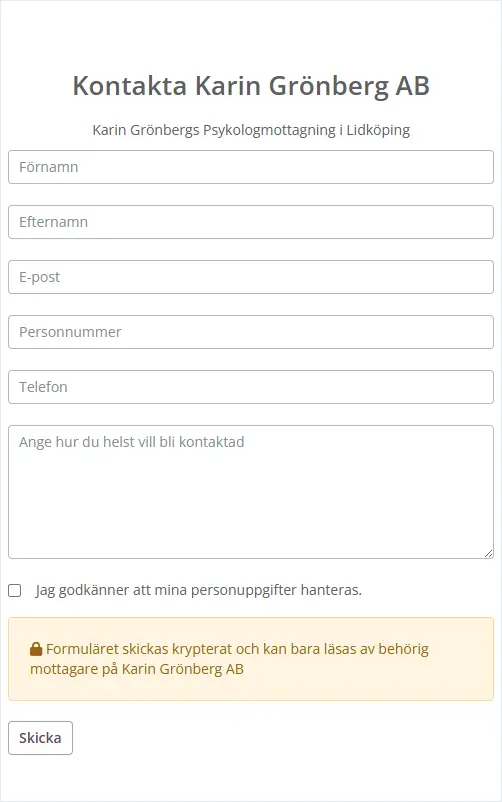 Kontakta Karin Grönberg AB
Karin Grönbergs Psykologmottagning i Lidköping
Förnamn
Efternamn
E-post
Personnummer
Telefon
Ange hur du helst vill bli kontaktad
Jag godkänner att mina personuppgifter hanteras.
Formuläret skickas krypterat och kan bara läsas av behörig
mottagare på Karin Grönberg AB
Skicka